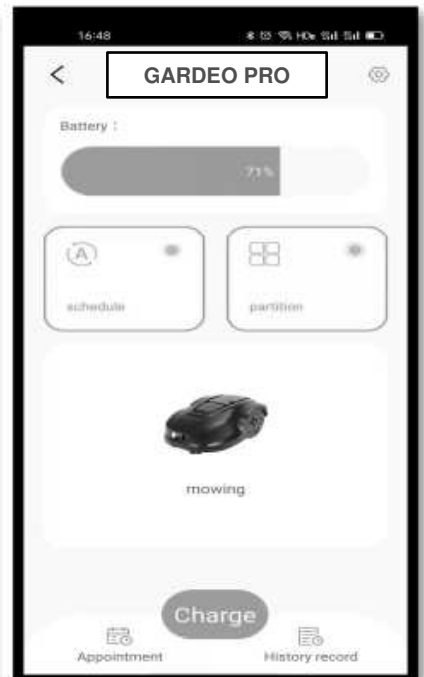 16:48
GARDEO PRO
Battery :
71%
schedule
partition
mowing
Charge
Appointment
History record